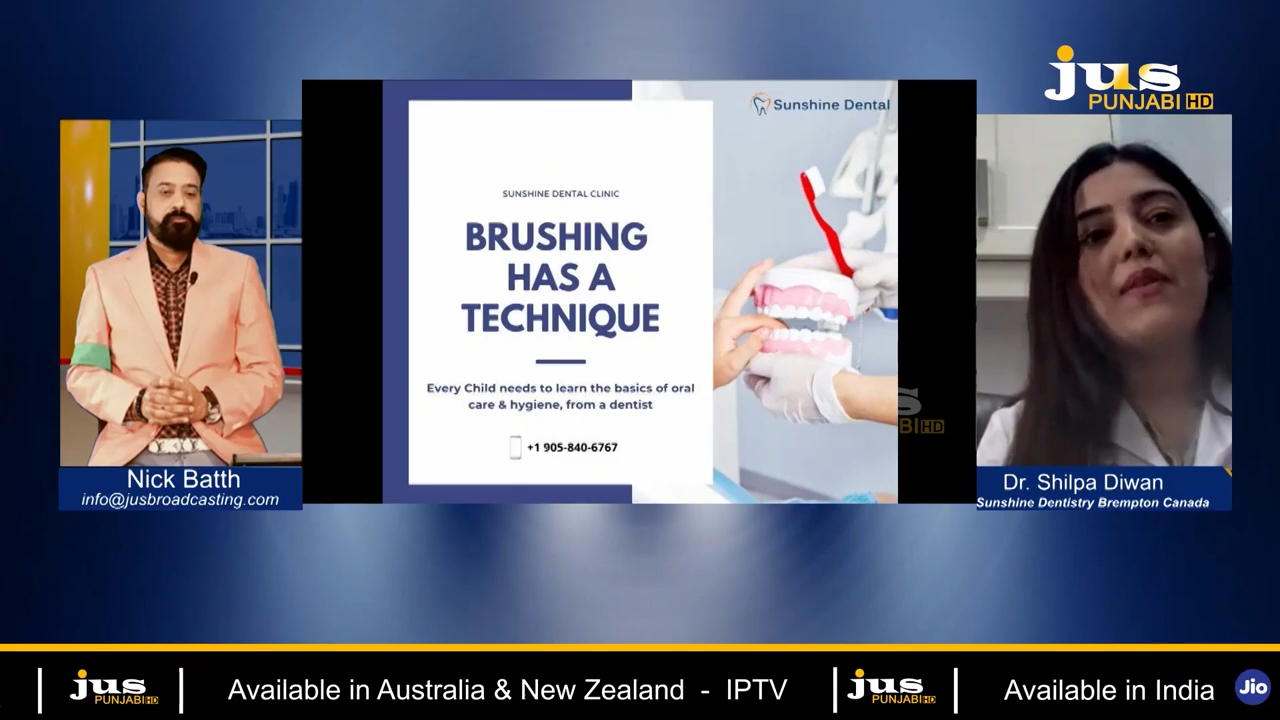 jus
PUNJABI HD
Sunshine Dental
SUNSHINE DENTAL CLINIC
BRUSHING
HAS A
TECHNIQUE
Every Child needs to learn the basics of oral
care & hygiene, from a dentist
+1 905-840-6767
S
BI HD
Nick Batth
info@jusbroadcasting.com
Dr. Shilpa Diwan
Sunshine Dentistry Brempton Canada
jus
PUNJABI HD
Available in Australia & New Zealand - IPTV
jus
PUNJABI HD
Available in India
Jio